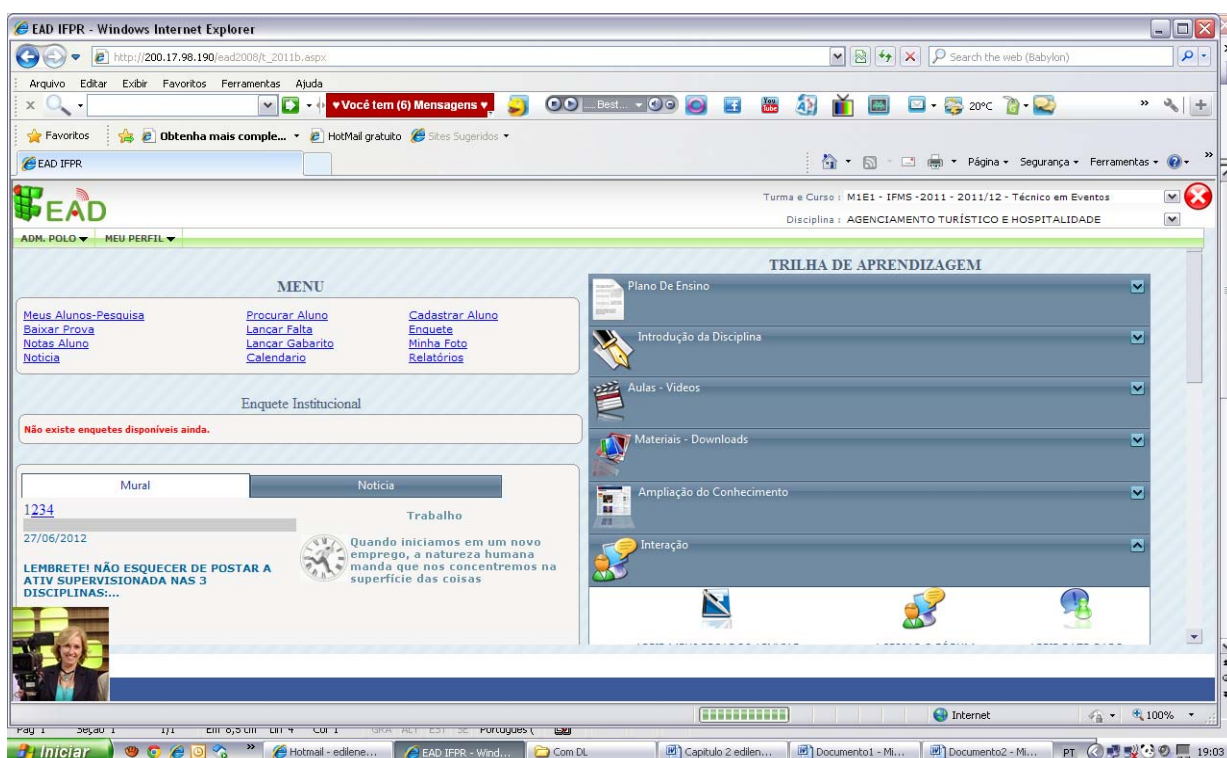 EAD IFPR - Windows Internet Explorer
http://200.17.98.190/ead2008/t_2011b.aspx
Search the web (Babylon)
Arquivo Editar Exibir Favoritos Ferramentas Ajuda
♥Você tem (6) Mensagens ♥
....Best...
You Tube
20°C
Favoritos
Obtenha mais comple...
HotMail gratuito
Sites Sugeridos
EAD IFPR
Página
Segurança
Ferramentas
EAD
Turma e Curso : M1E1 - IFMS -2011 - 2011/12 - Técnico em Eventos
Disciplina : AGENCIAMENTO TURÍSTICO E HOSPITALIDADE
ADM. POLO MEU PERFIL
MENU
Meus Alunos-Pesquisa Procurar Aluno Cadastrar Aluno
Baixar Prova Lançar Falta Enquete
Notas Aluno Lançar Gabarito Minha Foto
Noticia Calendario Relatórios
Enquete Institucional
Não existe enquetes disponíveis ainda.
Mural Noticia
1234
27/06/2012
LEMBRETE! NÃO ESQUECER DE POSTAR A
ATIV SUPERVISIONADA NAS 3
DISCIPLINAS:...
Trabalho
Quando iniciamos em um novo
emprego, a natureza humana
manda que nos concentremos na
superfície das coisas
TRILHA DE APRENDIZAGEM
Plano De Ensino
Introdução da Disciplina
Aulas - Videos
Materiais - Downloads
Ampliação do Conhecimento
Interação
Internet
100%
Iniciar
Hotmail - edilene...
EAD IFPR - Wind...
Com DL
Capitulo 2 edilen...
Documento1 - Mi...
Documento2 - Mi...
PT
19:03